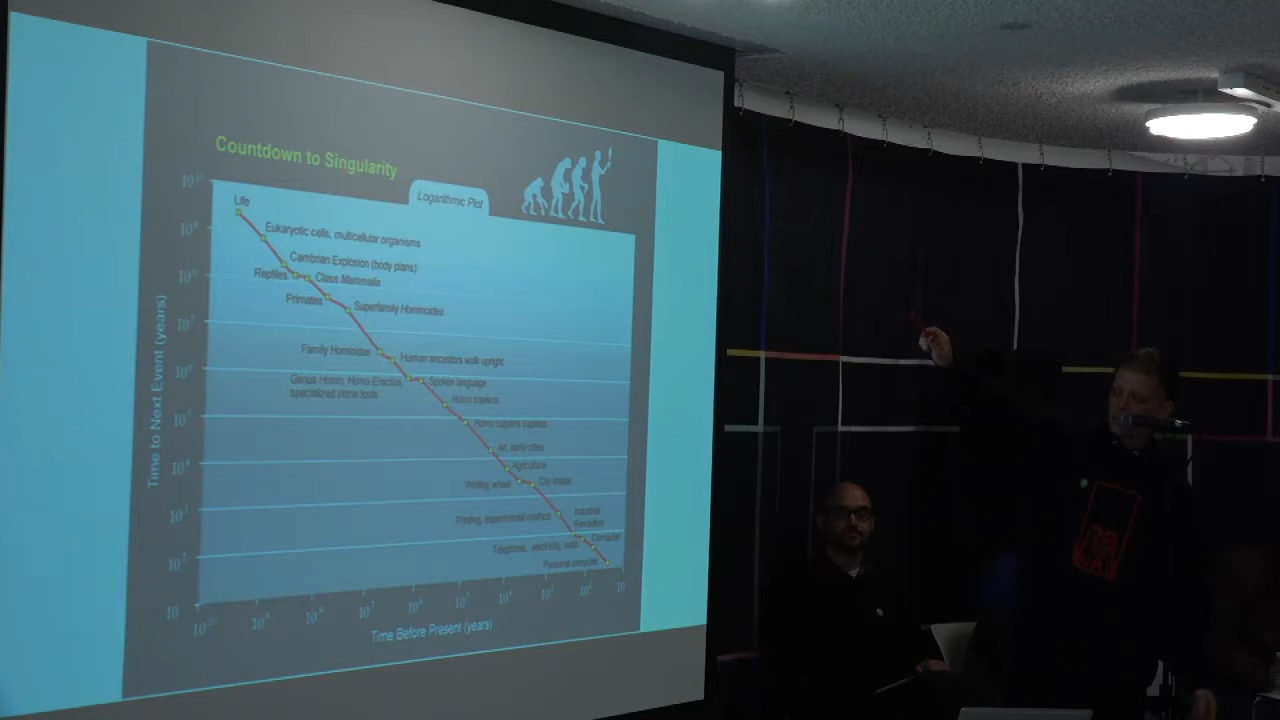 Countdown to Singularity
Logarithmic Plot
Life
Eukaryotic cells, multicellular organisms
Cambrian Explosion (body plans)
Reptiles
Class Mammalia
Primates
Superfamily Hominoidea
Family Hominidae
Human ancestors walk upright
Genus Homo, Homo Erectus,
specialized stone tools
Spoken language
Homo sapiens
Homo sapiens sapiens
Art, early cities
Agriculture
Writing, wheel
City-states
Printing, experimental method
Industrial
Revolution
Telephone, electricity, radio
Computer
Personal computer
Time to Next Event (years)
Time Before Present (years)